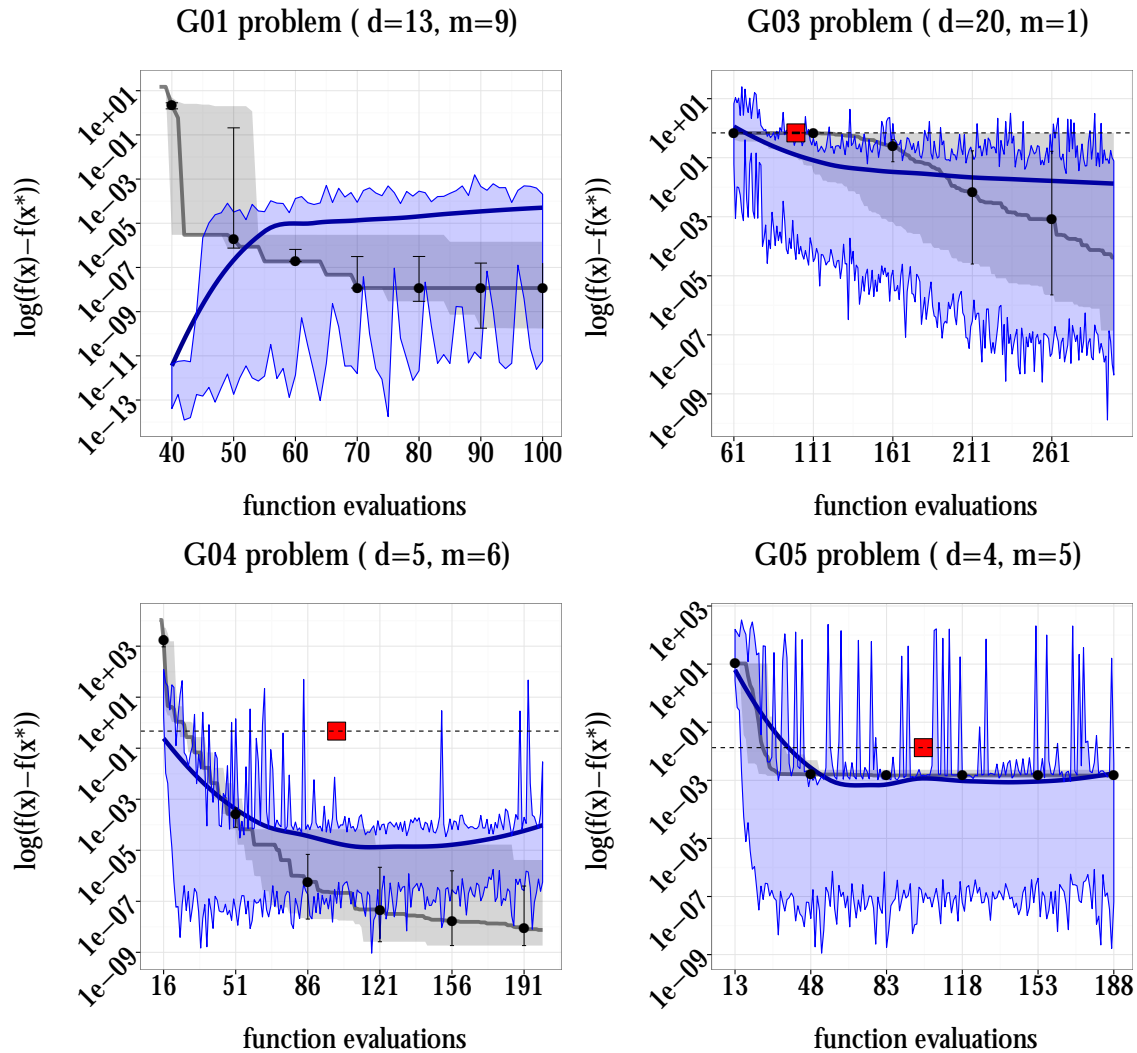 G01 problem ( d=13, m=9)
log(f(x)−f(x*))
1e+01
1e−01
1e−03
1e−05
1e−07
1e−09
1e−11
1e−13
40 50 60 70 80 90 100
function evaluations
G03 problem ( d=20, m=1)
log(f(x)−f(x*))
1e+01
1e−01
1e−03
1e−05
1e−07
1e−09
61 111 161 211 261
function evaluations
G04 problem ( d=5, m=6)
log(f(x)−f(x*))
1e+03
1e+01
1e−01
1e−03
1e−05
1e−07
1e−09
16 51 86 121 156 191
function evaluations
G05 problem ( d=4, m=5)
log(f(x)−f(x*))
1e+03
1e+01
1e−01
1e−03
1e−05
1e−07
1e−09
13 48 83 118 153 188
function evaluations